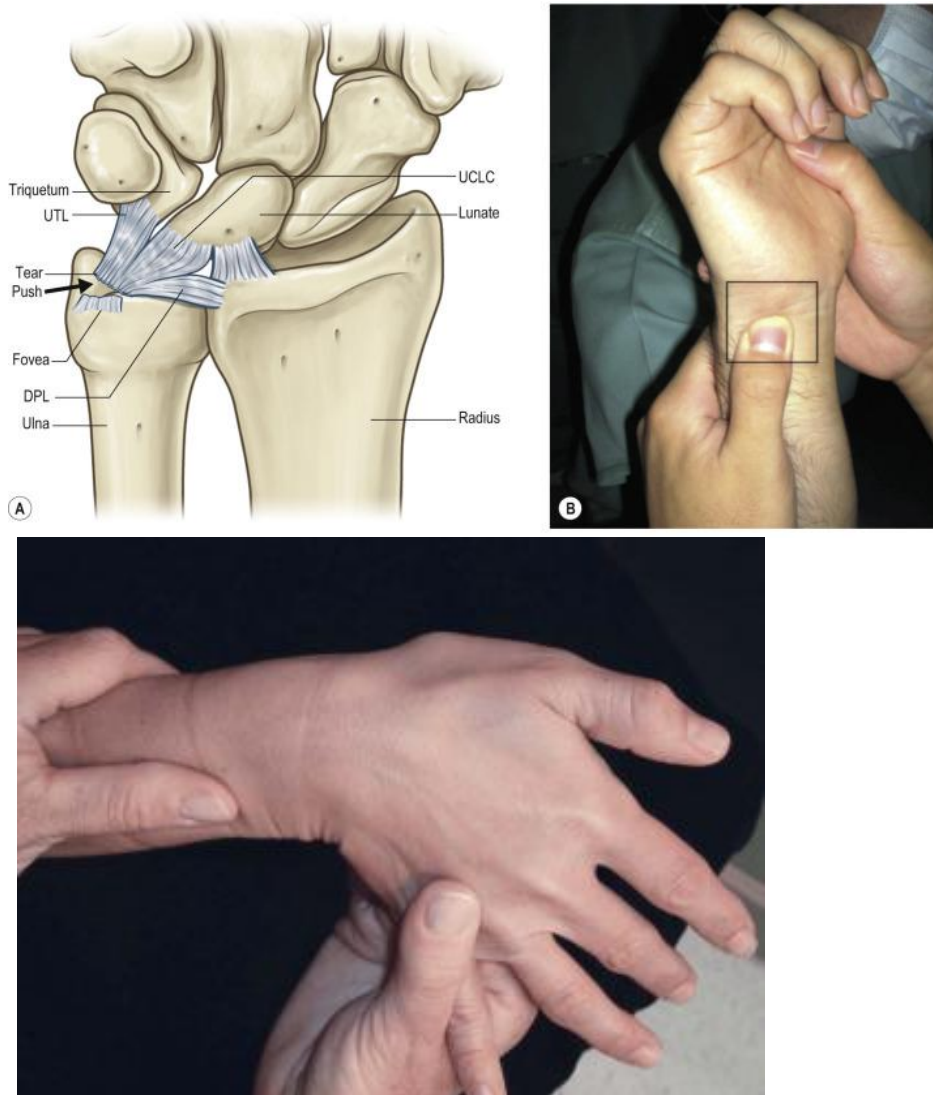 Triquetum
UTL
Tear
Push
Fovea
DPL
Ulna
UCLC
Lunate
Radius
A
B